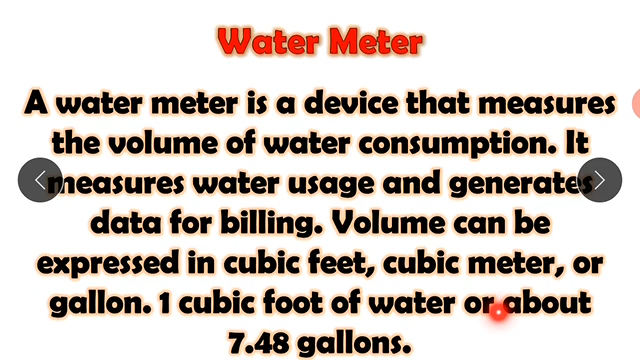 Water Meter
A water meter is a device that measures
the volume of water consumption. It
measures water usage and generates
data for billing. Volume can be
expressed in cubic feet, cubic meter, or
gallon. 1 cubic foot of water or about
7.48 gallons.